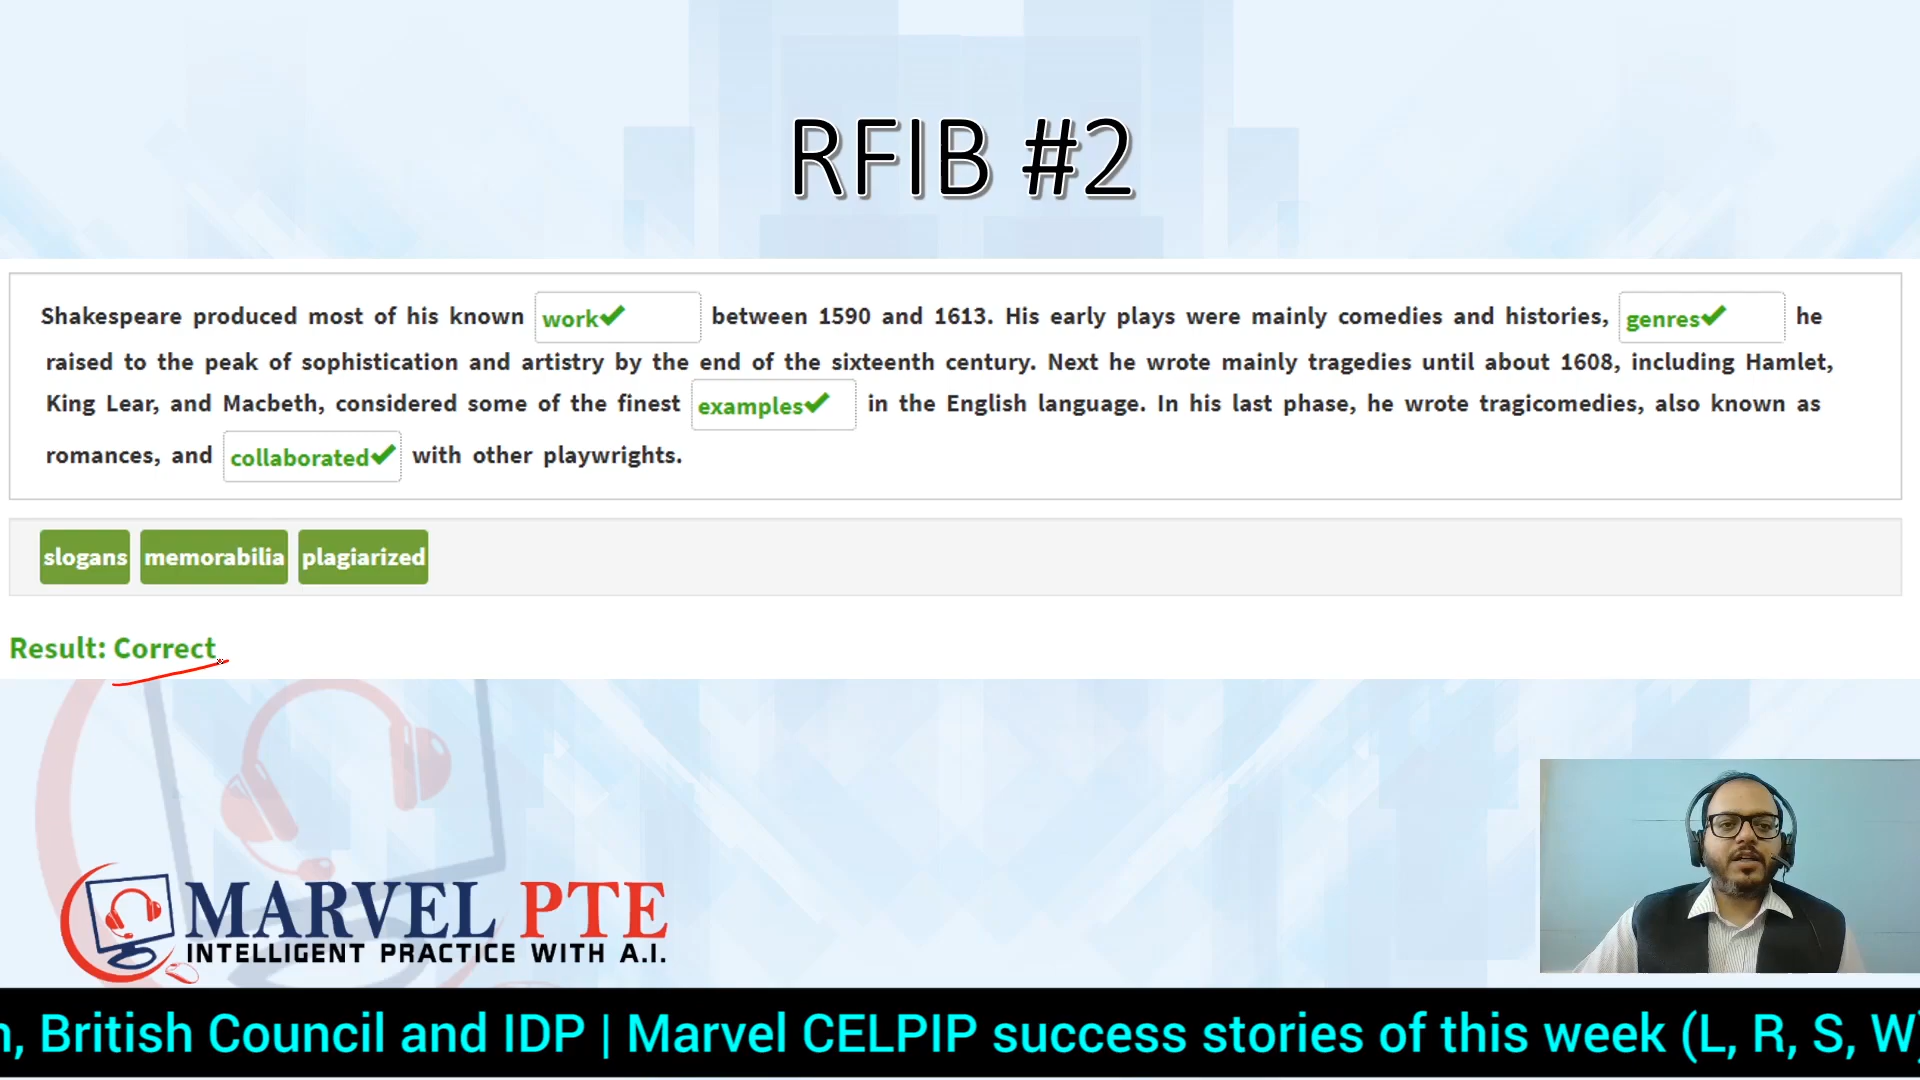 RFIB #2
Shakespeare produced most of his known work between 1590 and 1613. His early plays were mainly comedies and histories, genres he
raised to the peak of sophistication and artistry by the end of the sixteenth century. Next he wrote mainly tragedies until about 1608, including Hamlet,
King Lear, and Macbeth, considered some of the finest examples in the English language. In his last phase, he wrote tragicomedies, also known as
romances, and collaborated with other playwrights.
slogans memorabilia plagiarized
Result: Correct
MARVEL PTE
INTELLIGENT PRACTICE WITH A.I.
, British Council and IDP | Marvel CELPIP success stories of this week (L, R, S, W